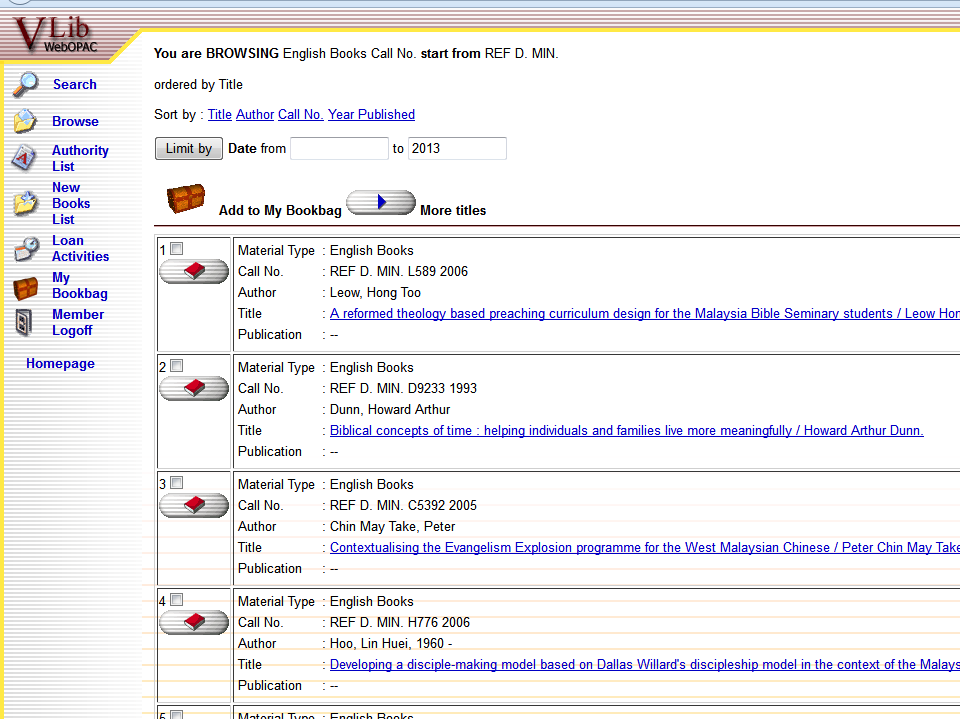 VLib
WebOPAC
Search
Browse
Authority
List
New
Books
List
Loan
Activities
My
Bookbag
Member
Logoff
Homepage
You are BROWSING English Books Call No. start from REF D. MIN.
ordered by Title
Sort by : Title Author Call No. Year Published
Limit by Date from to 2013
Add to My Bookbag More titles
1
Material Type : English Books
Call No. : REF D. MIN. L589 2006
Author : Leow, Hong Too
Title : A reformed theology based preaching curriculum design for the Malaysia Bible Seminary students / Leow Hon
Publication : --
2
Material Type : English Books
Call No. : REF D. MIN. D9233 1993
Author : Dunn, Howard Arthur
Title : Biblical concepts of time : helping individuals and families live more meaningfully / Howard Arthur Dunn.
Publication : --
3
Material Type : English Books
Call No. : REF D. MIN. C5392 2005
Author : Chin May Take, Peter
Title : Contextualising the Evangelism Explosion programme for the West Malaysian Chinese / Peter Chin May Take
Publication : --
4
Material Type : English Books
Call No. : REF D. MIN. H776 2006
Author : Hoo, Lin Huei, 1960 -
Title : Developing a disciple-making model based on Dallas Willard's discipleship model in the context of the Malays
Publication : --
5
Material Type : English Books